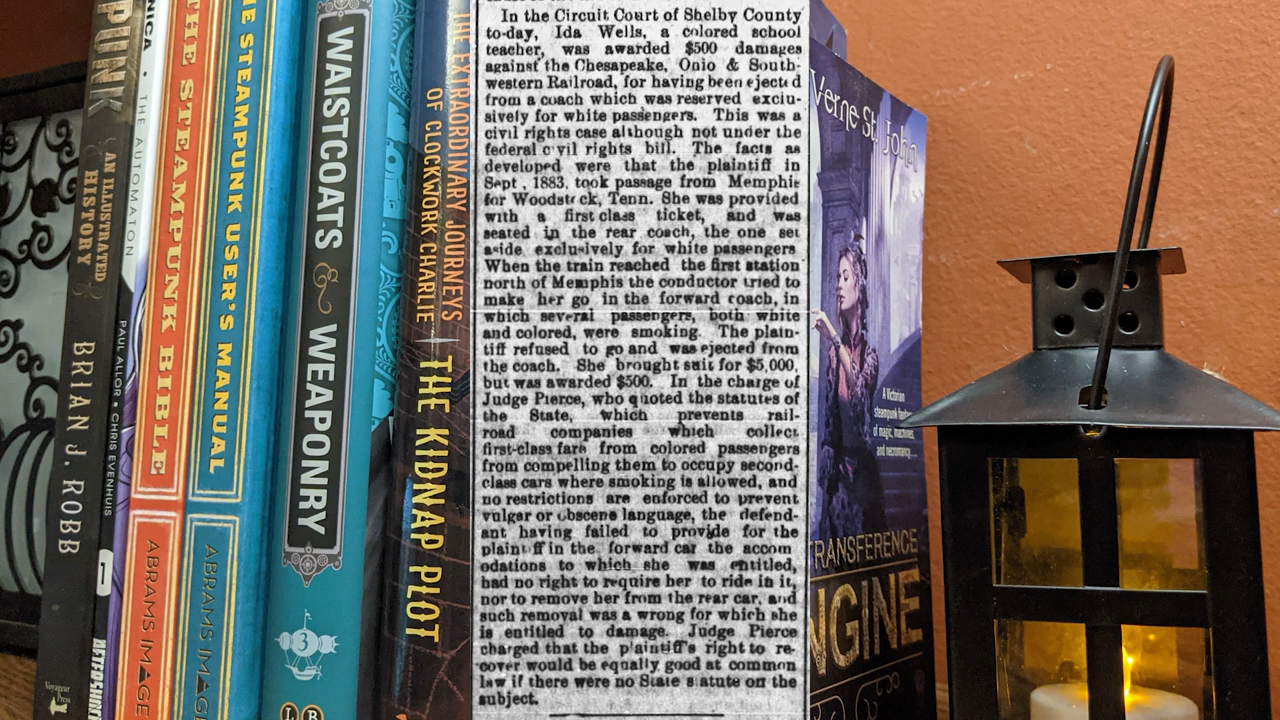 PUNK
AN ILLUSTRATED
HISTORY
BRIAN J. ROBB
Voyageur
Press
NICA • THE AUTOMATON
PAUL ALLOR • CHRIS EVENHUIS
1
AFTERSH
THE STEAMPUNK BIBLE
ABRAMS IMAGE
THE STEAMPUNK USER'S MANUAL
ABRAMS IMAGE
WAISTCOATS & WEAPONRY
3
L B
THE EXTRAORDINARY JOURNEYS
OF CLOCKWORK CHARLIE
THE KIDNAP PLOT
In the Circuit Court of Shelby County
to-day, Ida Wells, a colored school
teacher, was awarded $500 damages
against the Chesapeake, Onio & South-
western Railroad, for having been eject d
from a coach which was reserved exclu-
sively for white passengers. This was a
civil rights case although not under the
federal c vil rights bill. The facts as
developed were that the plaintiff in
Sept, 1883, took passage from Memphis
for Woodstock, Tenn. She was provided
with a first class ticket, and was
seated in the rear coach, the one set
aside exclusively for white passengers
When the train reached the first station
north of Memphis the conductor tried to
make her go in the forward coach, in
which several passengers, both white
and colored, were smoking. The plain-
tiff refused to go and was ejected from
the coach. She brought suit for $5,000,
but was awarded $500. In the charge of
Judge Pierce, who quoted the statutes of
the State, which prevents rail-
road companies which collect
first-class fare from colored passengers
from compelling them to occupy second-
class cars where smoking is allowed, and
no restrictions are enforced to prevent
vulgar or obscene language, the defend-
ant having failed to provide for the
plaintiff in the forward car the accom
odations to which she was entitled,
had no right to require her to ride in it,
nor to remove her from the rear car, and
such removal was a wrong for which she
is entitled to damage. Judge Pierce
charged that the plaintiff's right to re-
cover would be equally good at common
law if there were no State statute on the
subject.
Verne St. John
A Victorian
steampunk fantasy
of magic, machines,
and necromancy....
TRANSFERENCE
NGINE